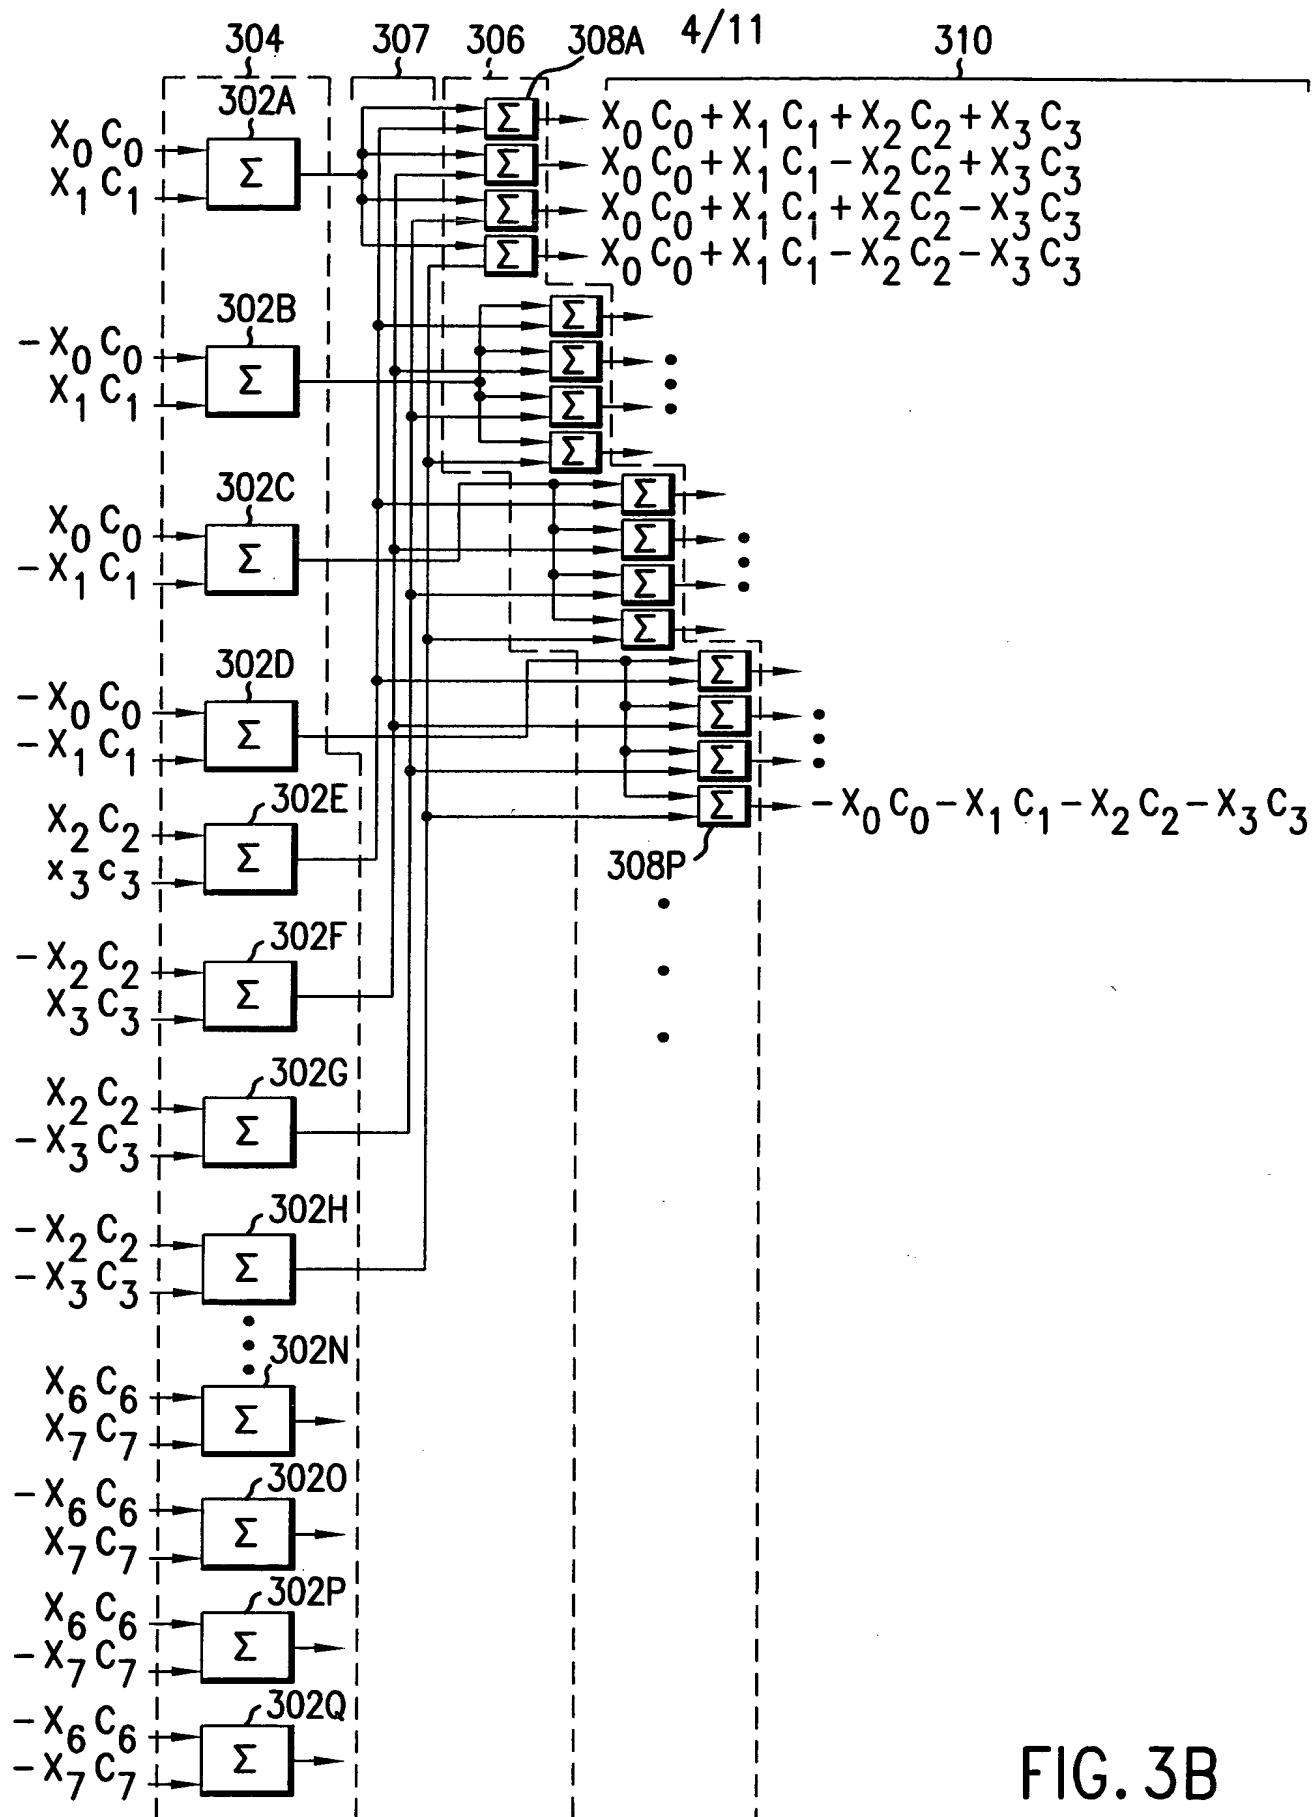 4/11
304 307 306 308A 310
302A
X0 C0
X1 C1
Σ
Σ X0 C0 + X1 C1 + X2 C2 + X3 C3
Σ X0 C0 + X1 C1 - X2 C2 + X3 C3
Σ X0 C0 + X1 C1 + X2 C2 - X3 C3
Σ X0 C0 + X1 C1 - X2 C2 - X3 C3
302B
-X0 C0
X1 C1
Σ
Σ
Σ
Σ
Σ
302C
X0 C0
-X1 C1
Σ
Σ
Σ
Σ
Σ
302D
-X0 C0
-X1 C1
Σ
Σ
Σ
Σ
Σ -X0 C0 - X1 C1 - X2 C2 - X3 C3
308P
302E
X2 C2
x3 c3
Σ
302F
-X2 C2
X3 C3
Σ
302G
X2 C2
-X3 C3
Σ
302H
-X2 C2
-X3 C3
Σ
302N
X6 C6
X7 C7
Σ
302O
-X6 C6
X7 C7
Σ
302P
X6 C6
-X7 C7
Σ
302Q
-X6 C6
-X7 C7
Σ
FIG. 3B